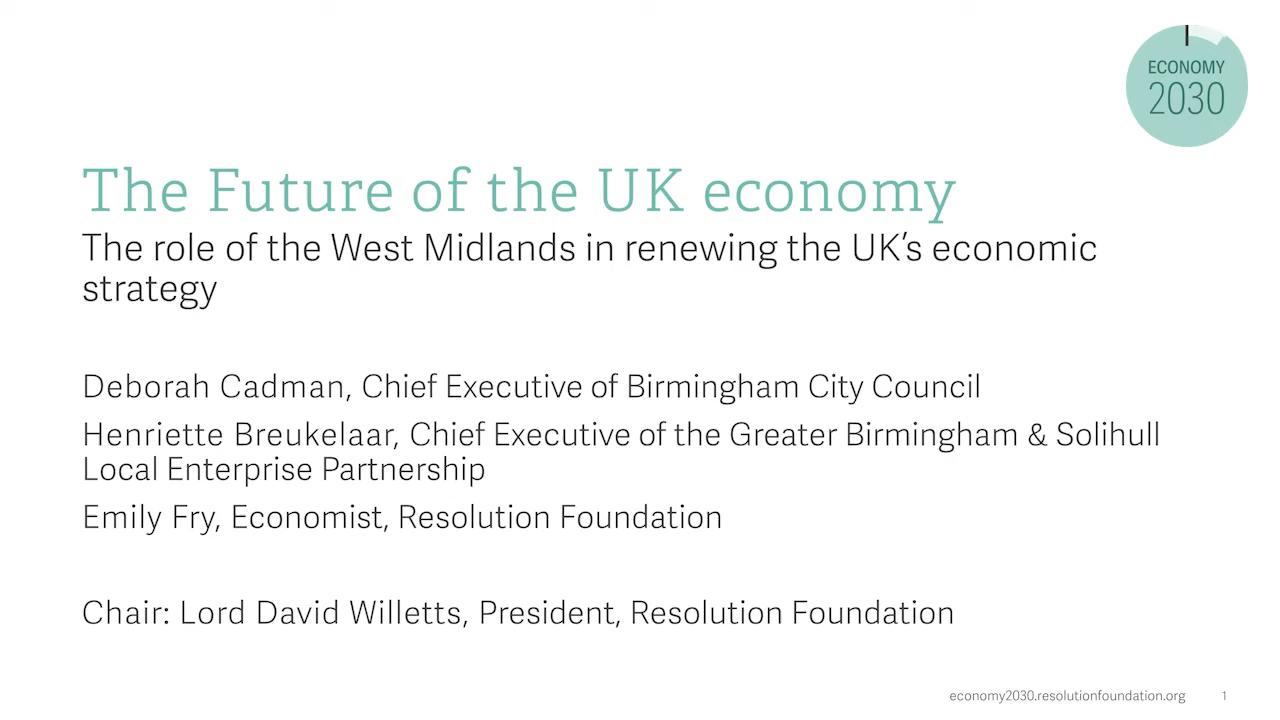 ECONOMY
2030
The Future of the UK economy
The role of the West Midlands in renewing the UK’s economic
strategy
Deborah Cadman, Chief Executive of Birmingham City Council
Henriette Breukelaar, Chief Executive of the Greater Birmingham & Solihull
Local Enterprise Partnership
Emily Fry, Economist, Resolution Foundation
Chair: Lord David Willetts, President, Resolution Foundation
economy2030.resolutionfoundation.org 1